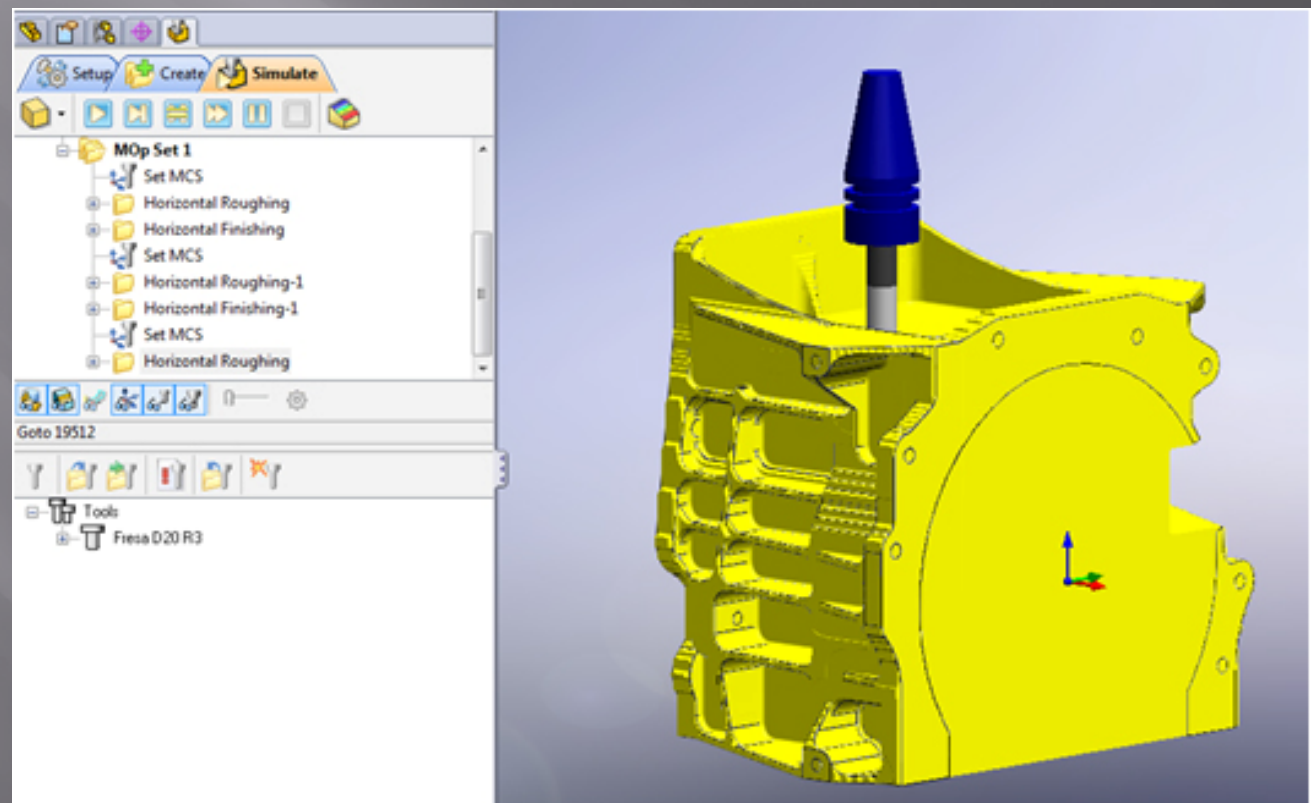 Setup Create Simulate
MOp Set 1
Set MCS
Horizontal Roughing
Horizontal Finishing
Set MCS
Horizontal Roughing-1
Horizontal Finishing-1
Set MCS
Horizontal Roughing
Goto 19512
Tools
Fresa D20 R3